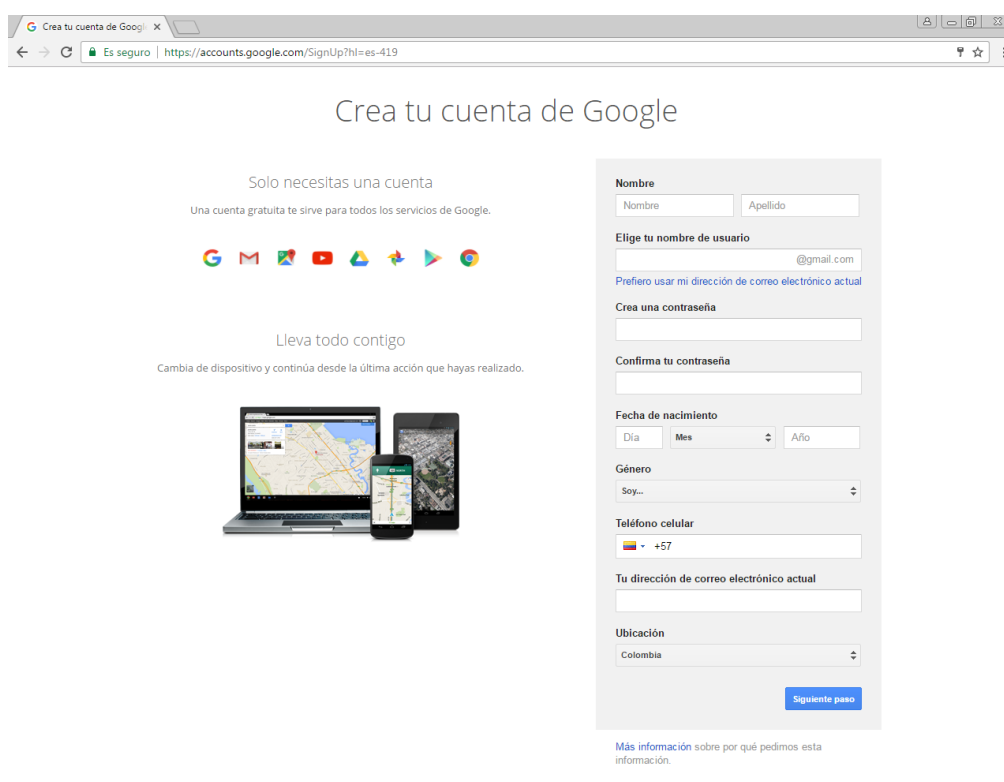 Crea tu cuenta de Googl
Es seguro https://accounts.google.com/SignUp?hl=es-419
Crea tu cuenta de Google
Solo necesitas una cuenta
Una cuenta gratuita te sirve para todos los servicios de Google.
Lleva todo contigo
Cambia de dispositivo y continúa desde la última acción que hayas realizado.
Nombre
Nombre Apellido
Elige tu nombre de usuario
@gmail.com
Prefiero usar mi dirección de correo electrónico actual
Crea una contraseña
Confirma tu contraseña
Fecha de nacimiento
Día Mes Año
Género
Soy...
Teléfono celular
+57
Tu dirección de correo electrónico actual
Ubicación
Colombia
Siguiente paso
Más información sobre por qué pedimos esta
información.